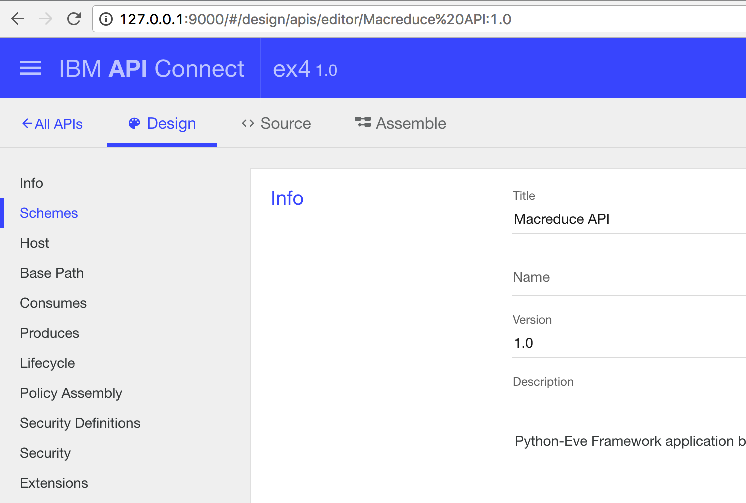 127.0.0.1:9000/#/design/apis/editor/Macreduce%20API:1.0
IBM API Connect
ex4 1.0
All APIs
Design
Source
Assemble
Info
Schemes
Host
Base Path
Consumes
Produces
Lifecycle
Policy Assembly
Security Definitions
Security
Extensions
Info
Title
Macreduce API
Name
Version
1.0
Description
Python-Eve Framework application b